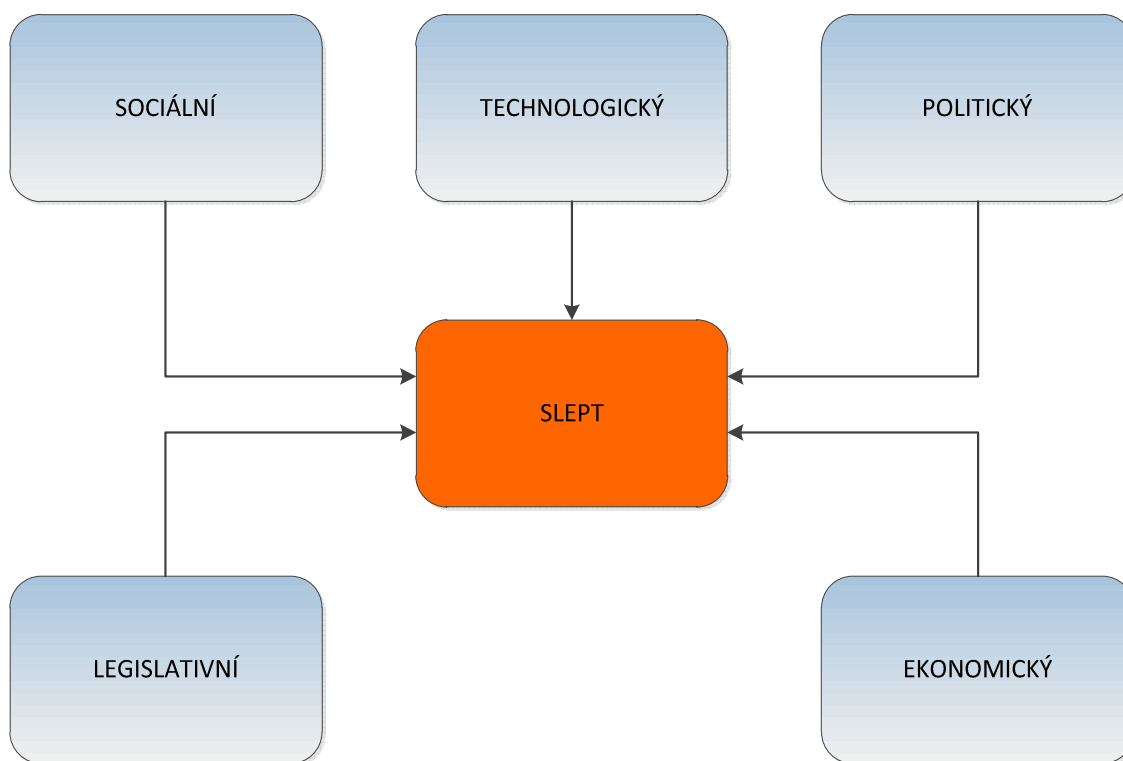 SOCIÁLNÍ
TECHNOLOGICKÝ
POLITICKÝ
SLEPT
LEGISLATIVNÍ
EKONOMICKÝ